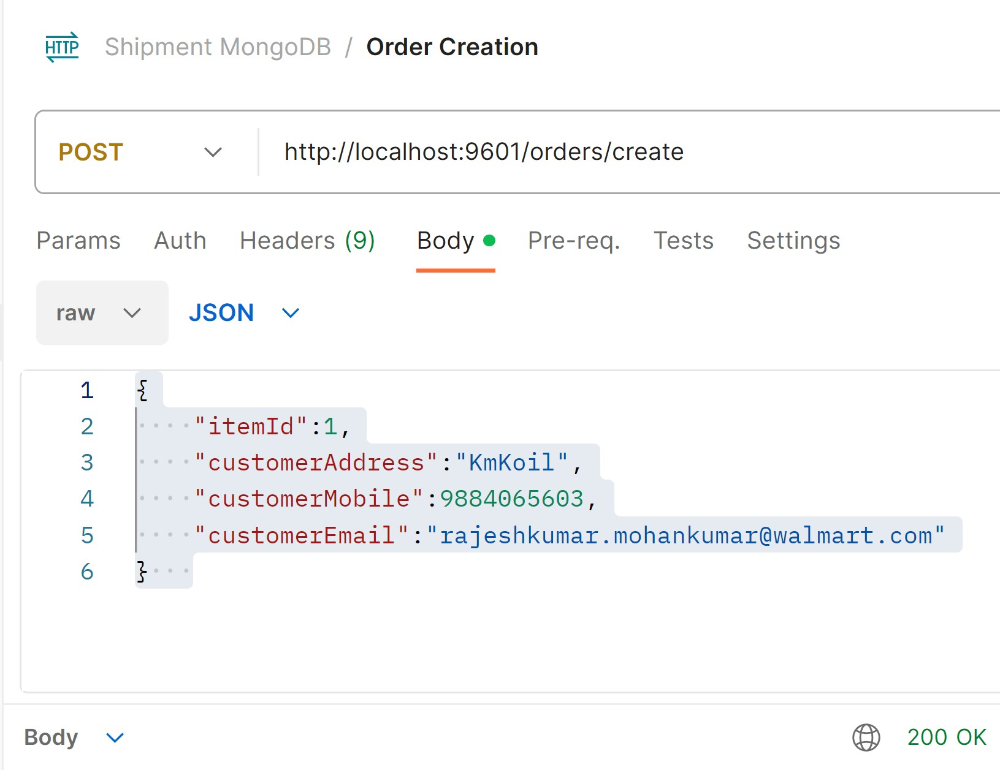 HTTP Shipment MongoDB / Order Creation
POST http://localhost:9601/orders/create
Params Auth Headers (9) Body Pre-req. Tests Settings
raw JSON
1 {
2 "itemId":1,
3 "customerAddress":"KmKoil",
4 "customerMobile":9884065603,
5 "customerEmail":"rajeshkumar.mohankumar@walmart.com"
6 }
Body 200 OK